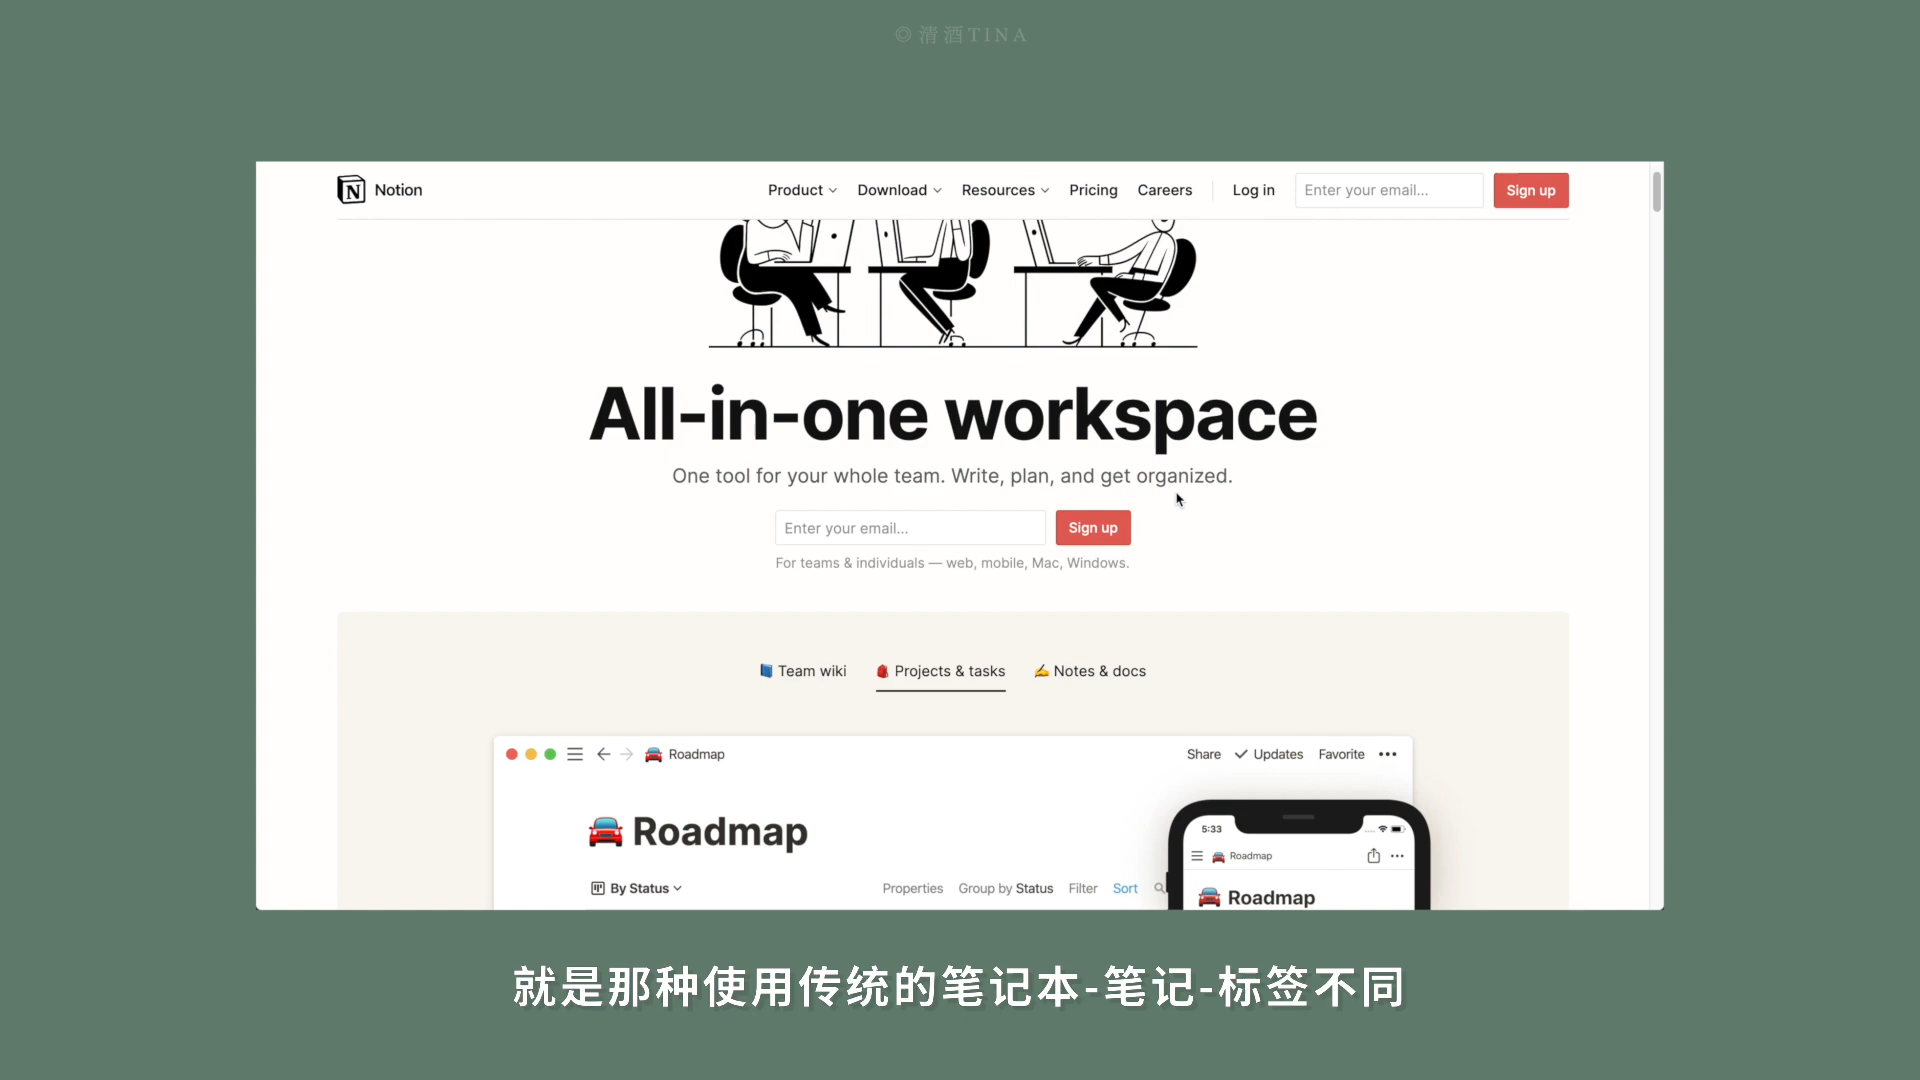 ©清酒TINA
Notion
Product Download Resources Pricing Careers Log in Enter your email... Sign up
All-in-one workspace
One tool for your whole team. Write, plan, and get organized.
Enter your email... Sign up
For teams & individuals — web, mobile, Mac, Windows.
Team wiki Projects & tasks Notes & docs
Roadmap Share Updates Favorite
Roadmap
By Status Properties Group by Status Filter Sort
5:33
Roadmap
Roadmap
就是那种使用传统的笔记本-笔记-标签不同